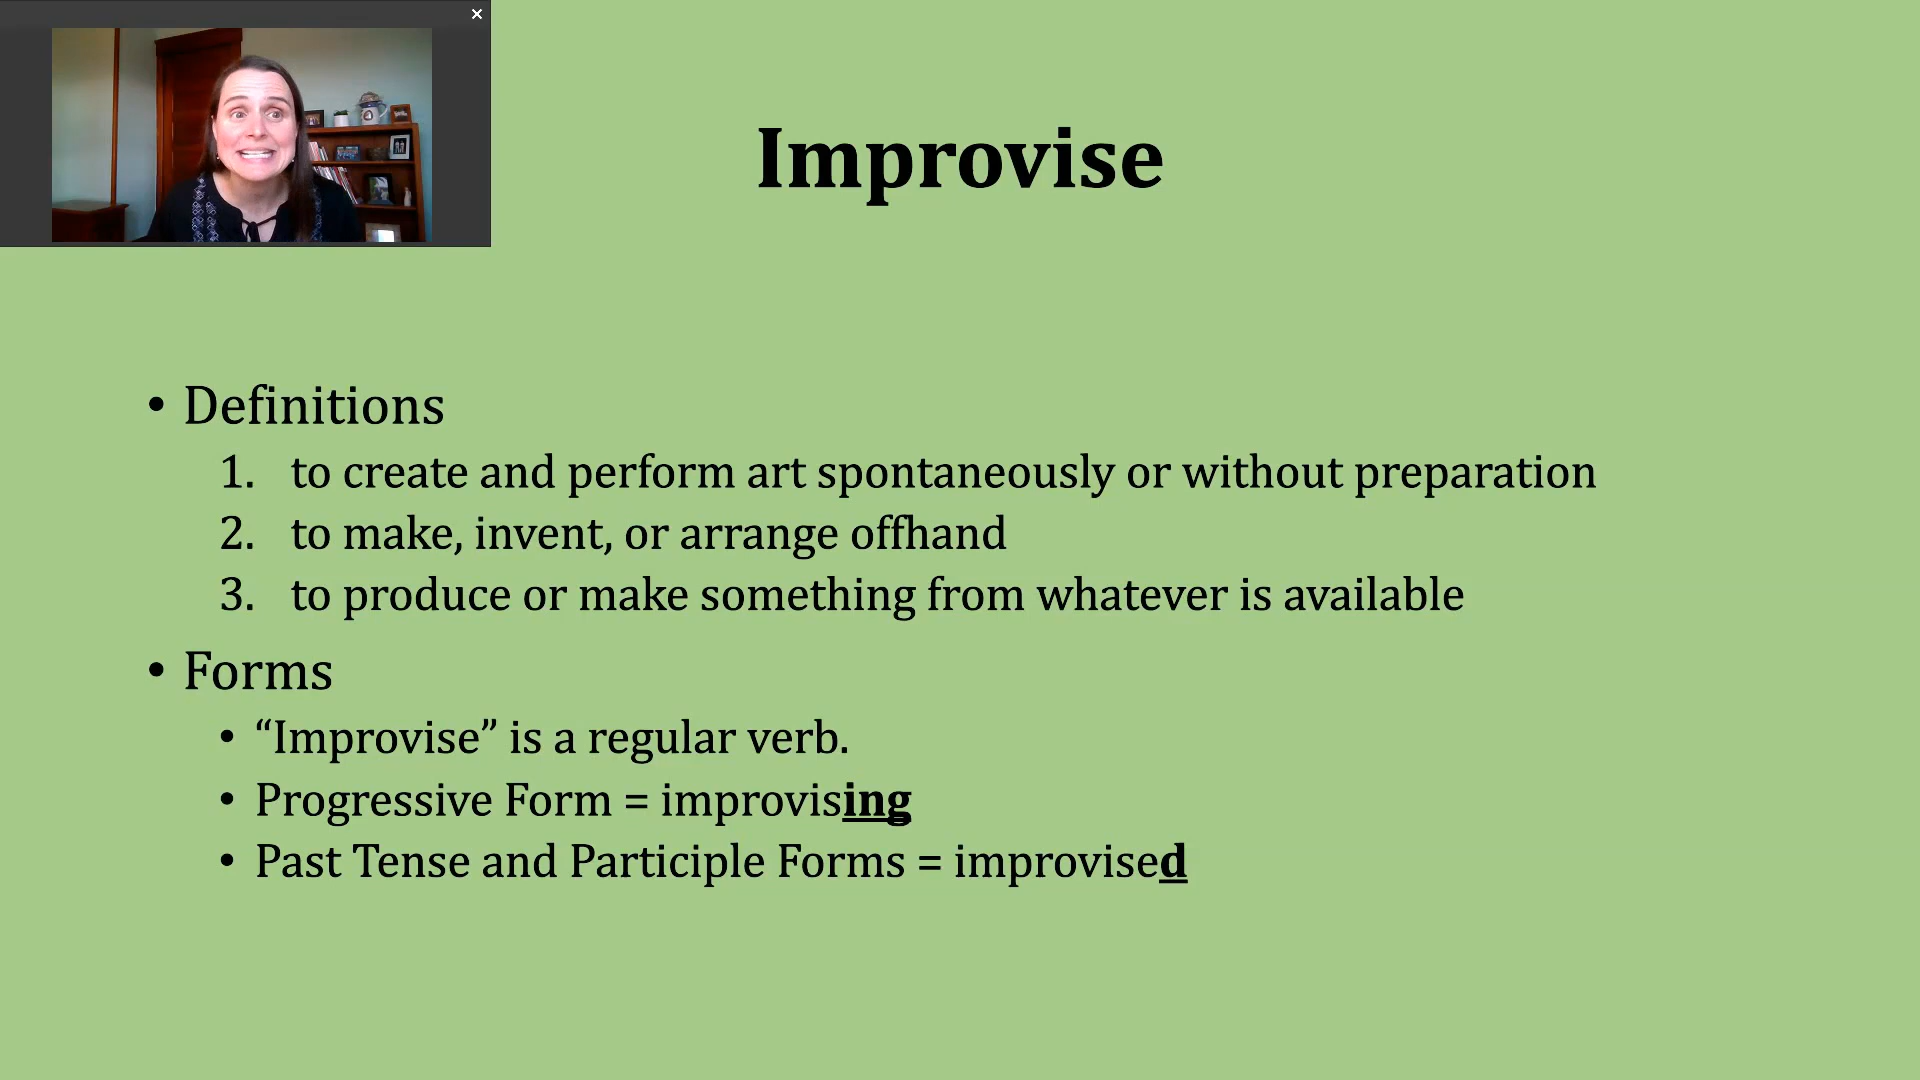 Improvise
• Definitions
1. to create and perform art spontaneously or without preparation
2. to make, invent, or arrange offhand
3. to produce or make something from whatever is available
• Forms
• “Improvise” is a regular verb.
• Progressive Form = improvising
• Past Tense and Participle Forms = improvised